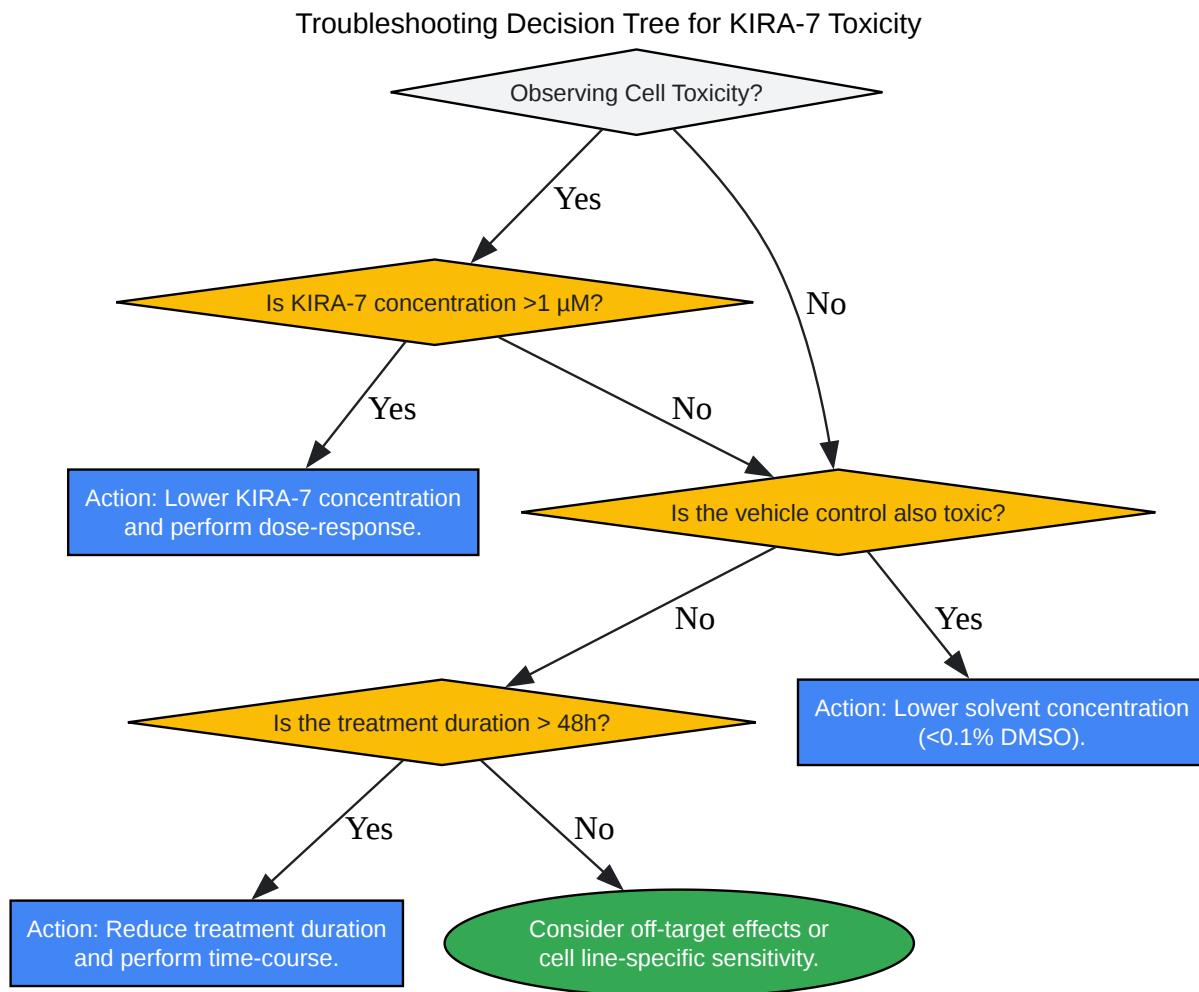 Troubleshooting Decision Tree for KIRA-7 Toxicity
Observing Cell Toxicity?
Yes
No
Is KIRA-7 concentration >1 µM?
Yes
No
Action: Lower KIRA-7 concentration
and perform dose-response.
Is the vehicle control also toxic?
No
Yes
Is the treatment duration > 48h?
Action: Lower solvent concentration
(<0.1% DMSO).
Yes
No
Action: Reduce treatment duration
and perform time-course.
Consider off-target effects or
cell line-specific sensitivity.